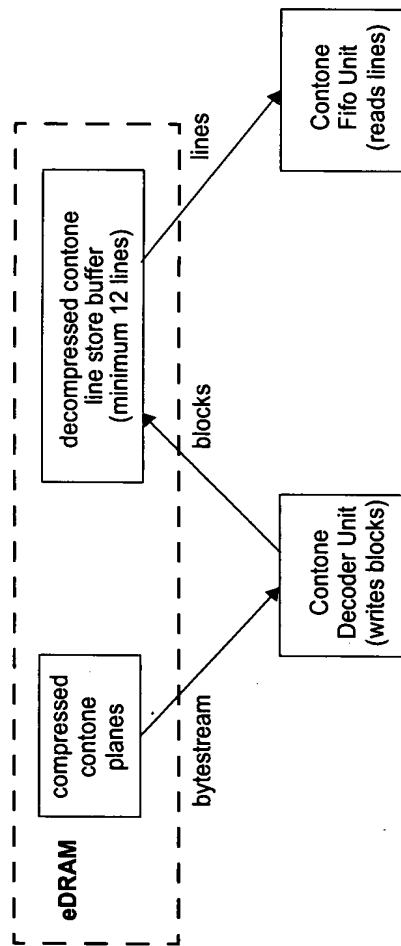 eDRAM
compressed
contone
planes
decompressed contone
line store buffer
(minimum 12 lines)
bytestream
blocks
lines
Contone
Decoder Unit
(writes blocks)
Contone
Fifo Unit
(reads lines)